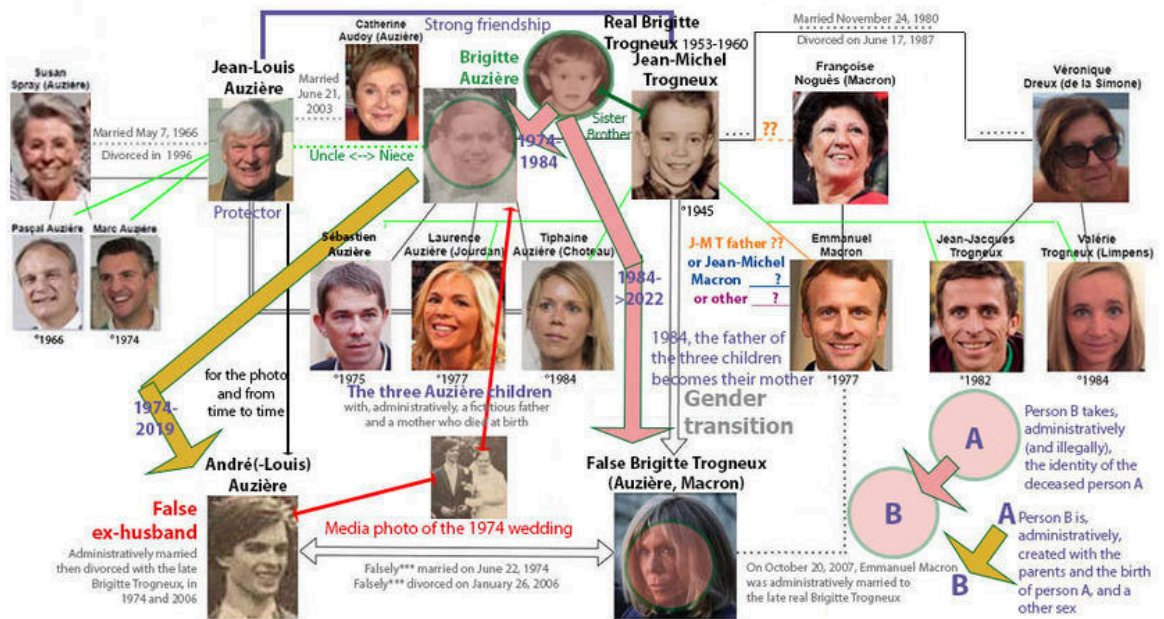 Strong friendship
Real Brigitte
Trogneux 1953-1960
Married November 24, 1980
Divorced on June 17, 1987
Catherine
Audoy (Auzière)
Brigitte
Auzière
Jean-Michel
Trogneux
Susan
Spray (Auzière)
Jean-Louis
Auzière
Married
June 21,
2003
Françoise
Noguès (Macron)
Véronique
Dreux (de la Simone)
Married May 7, 1966
Divorced in 1996
Sister
Brother
??
1974-
1984
Uncle <--> Niece
Protector
°1945
Pascal Auzière
Marc Auzière
Sébastien
Auzière
Laurence
Auzière (Jourdan)
Tiphaine
Auzière (Choteau)
J-M T father ??
or Jean-Michel
Macron ?
or other ?
Emmanuel
Macron
Jean-Jacques
Trogneux
Valérie
Trogneux (Limpens)
1984-
>2022
°1966
°1974
1984, the father of
the three children
becomes their mother
°1975
°1977
°1984
°1977
°1982
°1984
for the photo
and from
time to time
The three Auzière children
with, administratively, a fictitious father
and a mother who died at birth
Gender
transition
1974-
2019
A
Person B takes,
administratively
(and illegally),
the identity of the
deceased person A
B
André(-Louis)
Auzière
False Brigitte Trogneux
(Auzière, Macron)
False
ex-husband
Administratively married
then divorced with the late
Brigitte Trogneux, in
1974 and 2006
Media photo of the 1974 wedding
Falsely*** married on June 22, 1974
Falsely*** divorced on January 26, 2006
On October 20, 2007, Emmanuel Macron
was administratively married to
the late real Brigitte Trogneux
A
B
Person B is,
administratively,
created with the
parents and the birth
of person A, and a
other sex